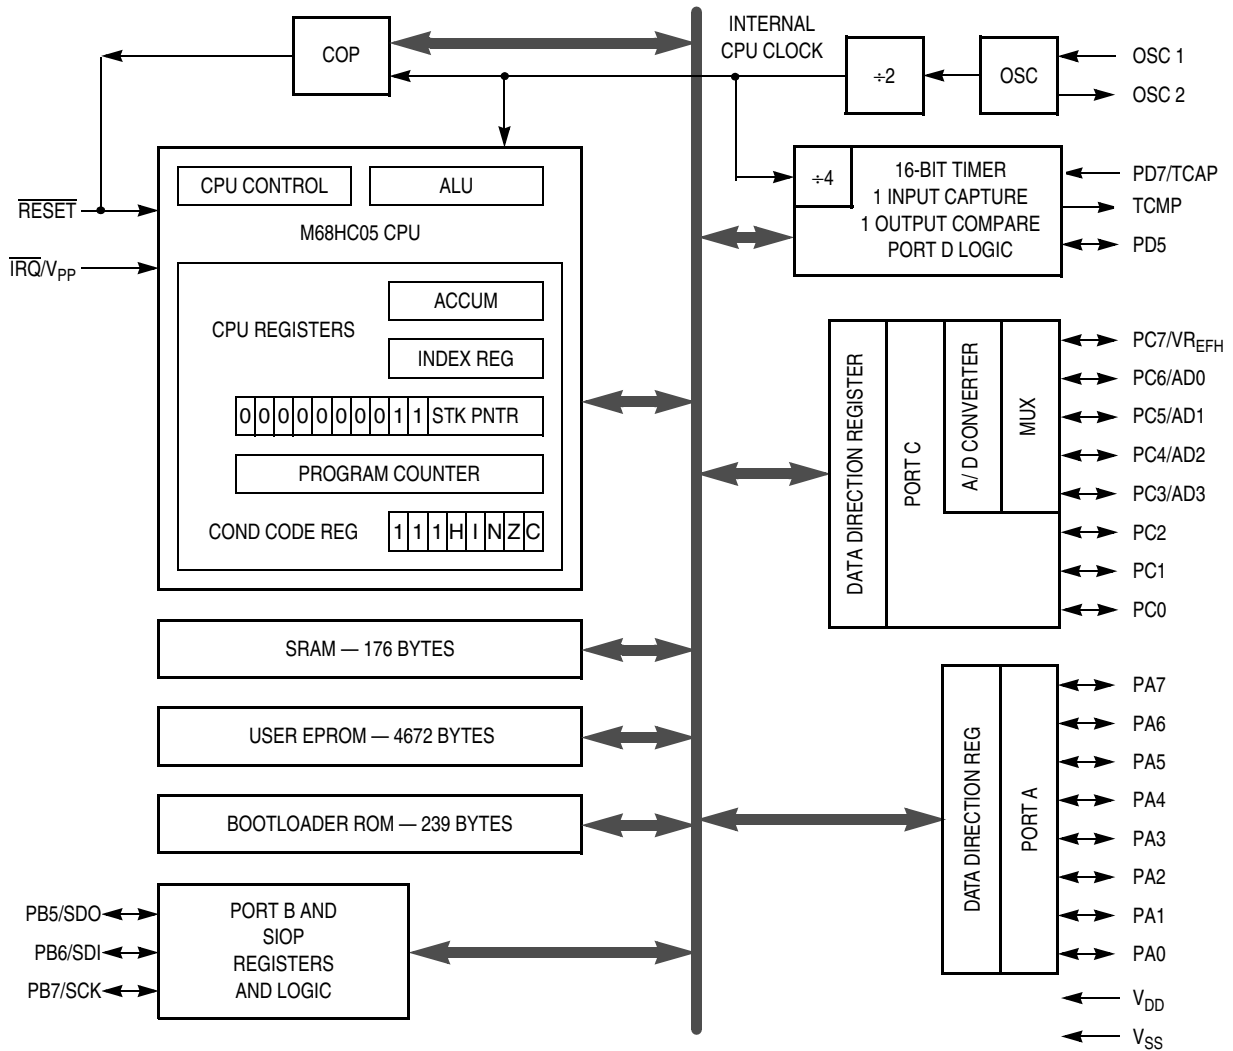 INTERNAL
CPU CLOCK
COP
÷2
OSC
OSC 1
OSC 2
CPU CONTROL
ALU
M68HC05 CPU
RESET
IRQ/VPP
÷4
16-BIT TIMER
1 INPUT CAPTURE
1 OUTPUT COMPARE
PORT D LOGIC
PD7/TCAP
TCMP
PD5
CPU REGISTERS
ACCUM
INDEX REG
0 0 0 0 0 0 0 0 1 1 STK PNTR
PROGRAM COUNTER
COND CODE REG
1 1 1 H I N Z C
DATA DIRECTION REGISTER
PORT C
A/ D CONVERTER
MUX
PC7/VREFH
PC6/AD0
PC5/AD1
PC4/AD2
PC3/AD3
PC2
PC1
PC0
SRAM — 176 BYTES
USER EPROM — 4672 BYTES
BOOTLOADER ROM — 239 BYTES
DATA DIRECTION REG
PORT A
PA7
PA6
PA5
PA4
PA3
PA2
PA1
PA0
PB5/SDO
PB6/SDI
PB7/SCK
PORT B AND
SIOP
REGISTERS
AND LOGIC
VDD
VSS